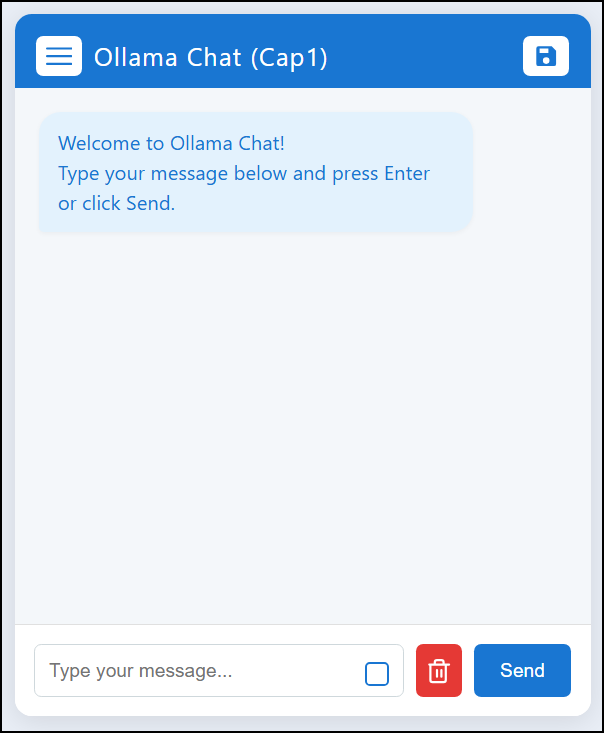 Ollama Chat (Cap1)
Welcome to Ollama Chat!
Type your message below and press Enter
or click Send.
Type your message...
Send